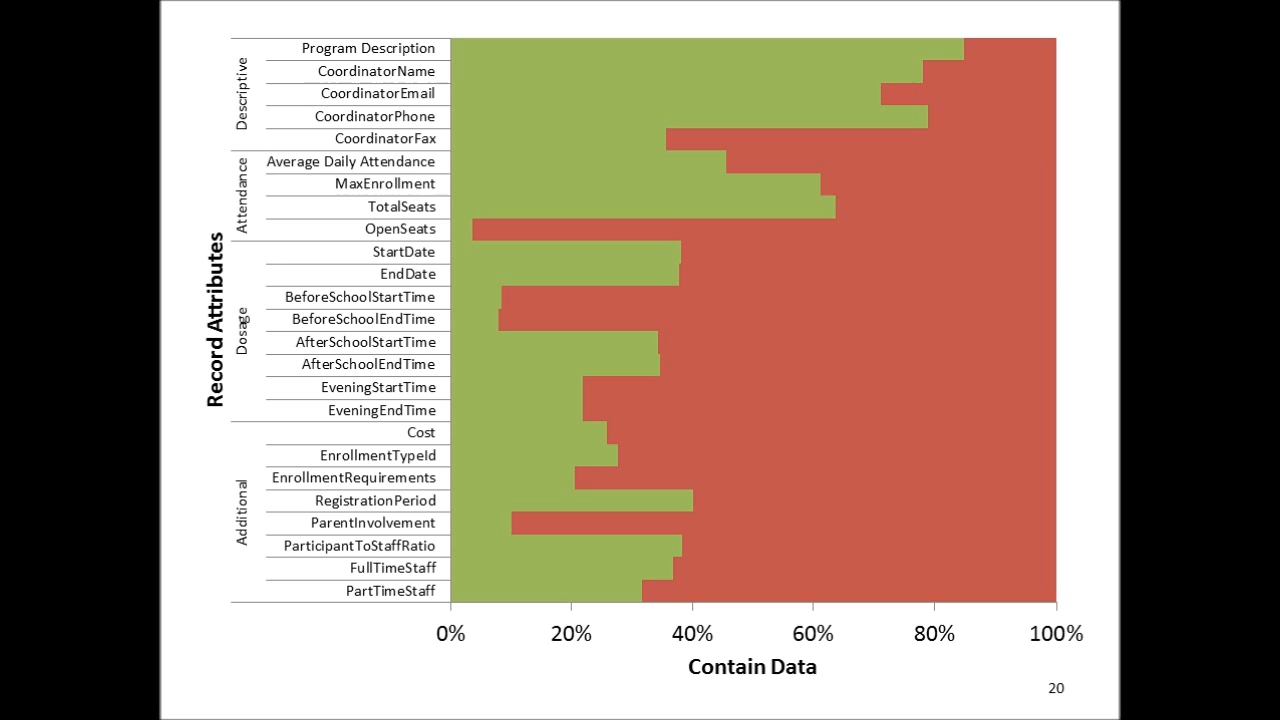 Record Attributes
Descriptive
Program Description
CoordinatorName
CoordinatorEmail
CoordinatorPhone
CoordinatorFax
Attendance
Average Daily Attendance
MaxEnrollment
TotalSeats
OpenSeats
Dosage
StartDate
EndDate
BeforeSchoolStartTime
BeforeSchoolEndTime
AfterSchoolStartTime
AfterSchoolEndTime
EveningStartTime
EveningEndTime
Additional
Cost
EnrollmentTypeId
EnrollmentRequirements
RegistrationPeriod
ParentInvolvement
ParticipantToStaffRatio
FullTimeStaff
PartTimeStaff
0% 20% 40% 60% 80% 100%
Contain Data
20